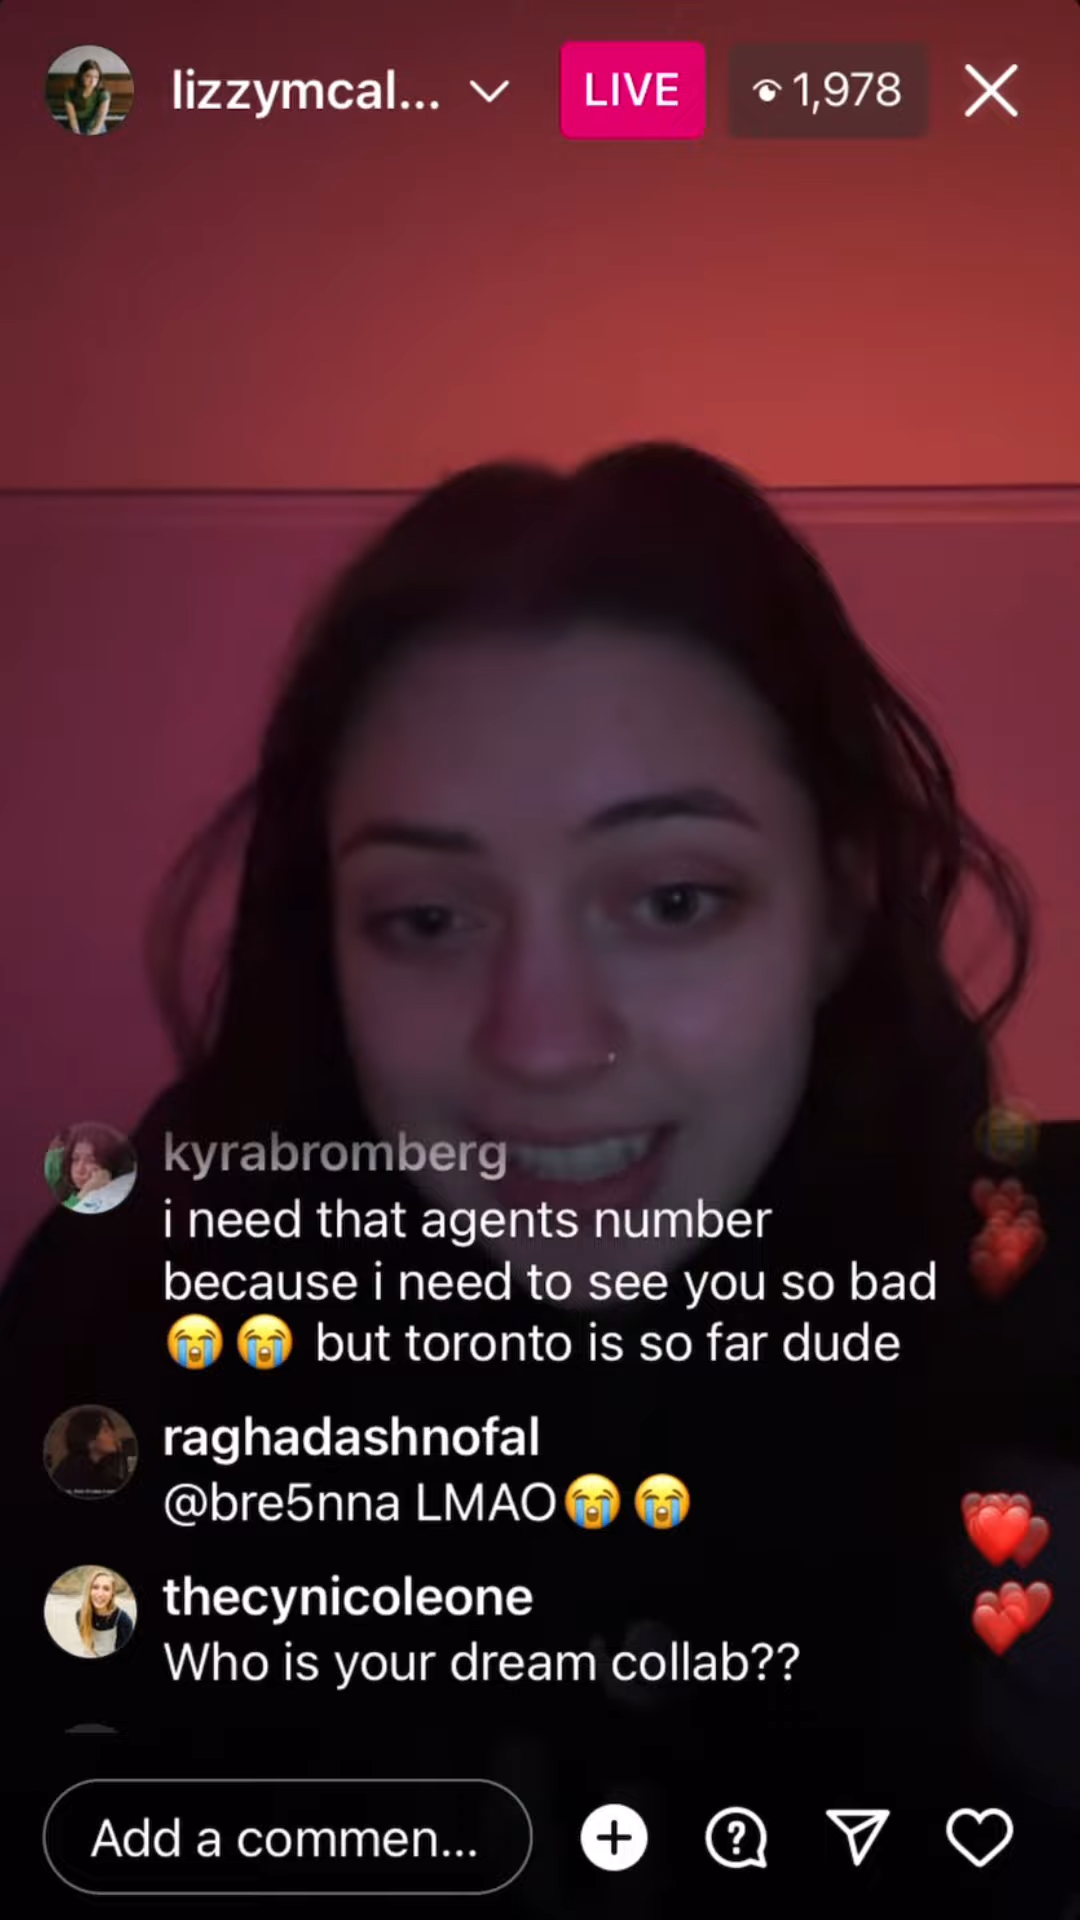 lizzymcal...
LIVE
1,978
kyrabromberg
i need that agents number
because i need to see you so bad
😭😭 but toronto is so far dude
raghadashnofal
@bre5nna LMAO😭😭
thecynicoleone
Who is your dream collab??
Add a commen...